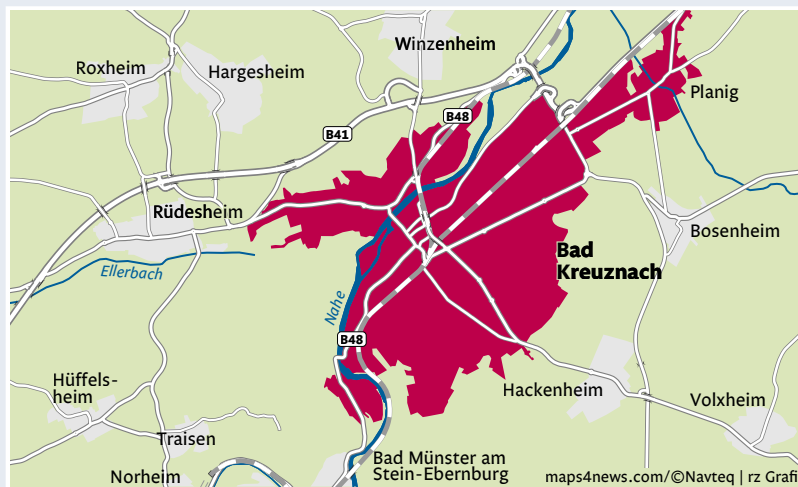 Winzenheim
Roxheim
Hargesheim
Planig
B48
B41
Rüdesheim
Bosenheim
Bad
Kreuznach
Ellerbach
Nahe
B48
Hüffels-
heim
Hackenheim
Volxheim
Traisen
Bad Münster am
Stein-Ebernburg
Norheim
maps4news.com/©Navteq | rz Grafi